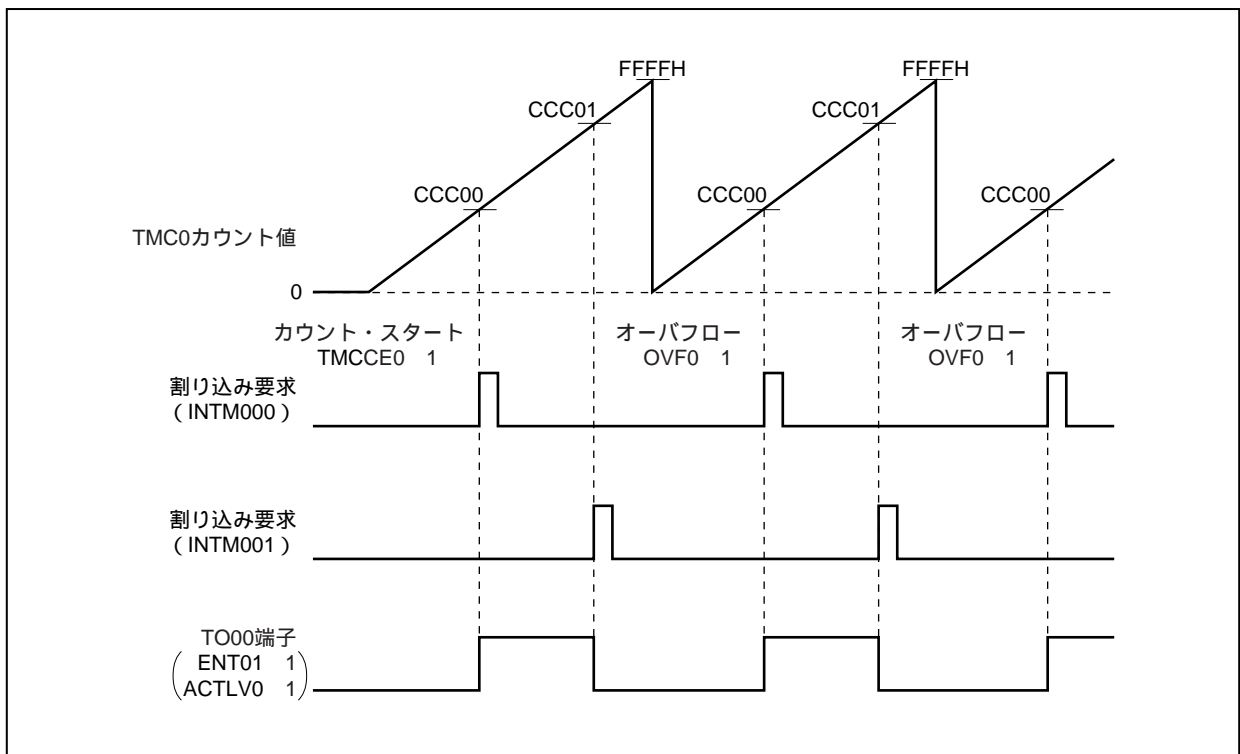 FFFFH
FFFFH
CCC01
CCC01
CCC00
CCC00
CCC00
TMC0カウント値
0
カウント・スタート
TMCCE0 1
オーバフロー
OVF0 1
オーバフロー
OVF0 1
割り込み要求
(INTM000)
割り込み要求
(INTM001)
TO00端子
ENT01 1
ACTLV0 1